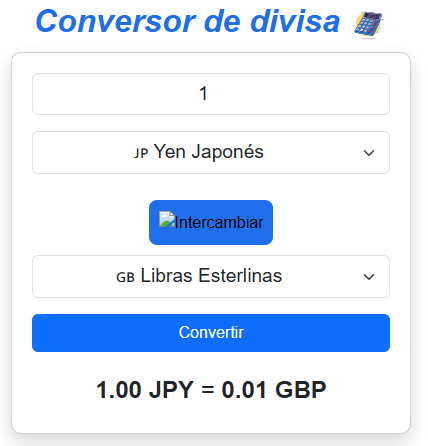 Conversor de divisa
1
JP Yen Japonés
Intercambiar
GB Libras Esterlinas
Convertir
1.00 JPY = 0.01 GBP